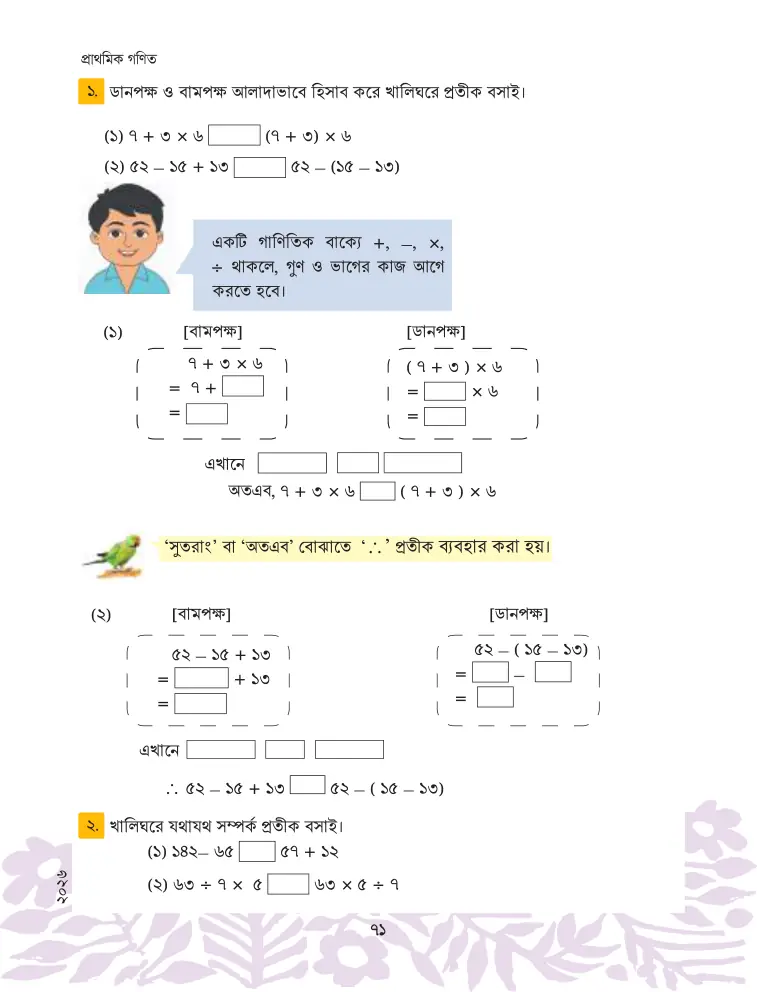 প্রাথমিক গণিত
১. ডানপক্ষ ও বামপক্ষ আলাদাভাবে হিসাব করে খালিঘরে প্রতীক বসাই।
(১) ৭ + ৩ × ৬ (৭ + ৩) × ৬
(২) ৫২ – ১৫ + ১৩ ৫২ – (১৫ – ১৩)
একটি গাণিতিক বাক্যে +, –, ×,
÷ থাকলে, গুণ ও ভাগের কাজ আগে
করতে হবে।
(১) [বামপক্ষ] [ডানপক্ষ]
৭ + ৩ × ৬ ( ৭ + ৩ ) × ৬
= ৭ + = × ৬
= =
এখানে
অতএব, ৭ + ৩ × ৬ ( ৭ + ৩ ) × ৬
‘সুতরাং’ বা ‘অতএব’ বোঝাতে ‘∴’ প্রতীক ব্যবহার করা হয়।
(২) [বামপক্ষ] [ডানপক্ষ]
৫২ – ১৫ + ১৩ ৫২ – ( ১৫ – ১৩)
= + ১৩ = –
= =
এখানে
∴ ৫২ – ১৫ + ১৩ ৫২ – ( ১৫ – ১৩)
২. খালিঘরে যথাযথ সম্পর্ক প্রতীক বসাই।
(১) ১৪২– ৬৫ ৫৭ + ১২
(২) ৬৩ ÷ ৭ × ৫ ৬৩ × ৫ ÷ ৭
২০২৬
৭১